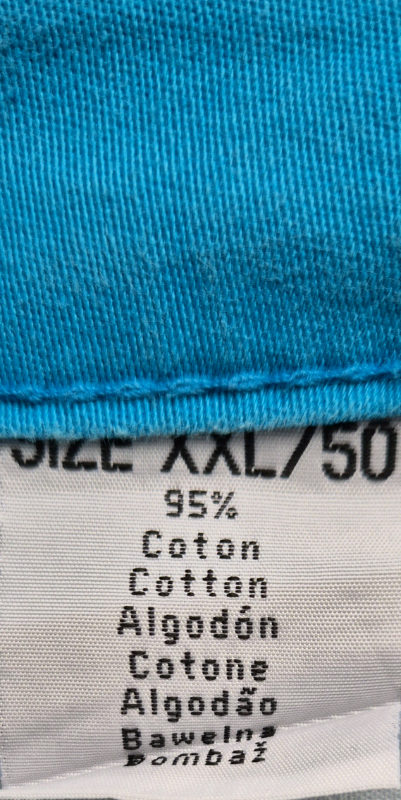 SIZE XXL/50
95%
Coton
Cotton
Algodón
Cotone
Algodão
Bawelna
Bombaž